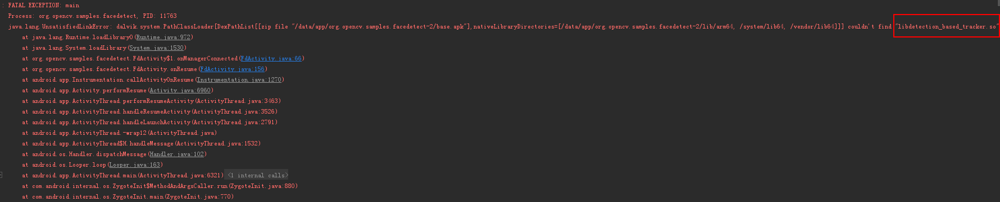 : FATAL EXCEPTION: main
Process: org.opencv.samples.facedetect, PID: 11763
java.lang.UnsatisfiedLinkError: dalvik.system.PathClassLoader[DexPathList[[zip file "/data/app/org.opencv.samples.facedetect-2/base.apk"],nativeLibraryDirectories=[/data/app/org.opencv.samples.facedetect-2/lib/arm64, /system/lib64, /vendor/lib64]]] couldn't find "libdetection_based_tracker.so"
at java.lang.Runtime.loadLibrary0(Runtime.java:972)
at java.lang.System.loadLibrary(System.java:1530)
at org.opencv.samples.facedetect.FdActivity$1.onManagerConnected(FdActivity.java:66)
at org.opencv.samples.facedetect.FdActivity.onResume(FdActivity.java:156)
at android.app.Instrumentation.callActivityOnResume(Instrumentation.java:1270)
at android.app.Activity.performResume(Activity.java:6960)
at android.app.ActivityThread.performResumeActivity(ActivityThread.java:3463)
at android.app.ActivityThread.handleResumeActivity(ActivityThread.java:3526)
at android.app.ActivityThread.handleLaunchActivity(ActivityThread.java:2791)
at android.app.ActivityThread.-wrap12(ActivityThread.java)
at android.app.ActivityThread$H.handleMessage(ActivityThread.java:1532)
at android.os.Handler.dispatchMessage(Handler.java:102)
at android.os.Looper.loop(Looper.java:163)
at android.app.ActivityThread.main(ActivityThread.java:6321) <1 internal calls>
at com.android.internal.os.ZygoteInit$MethodAndArgsCaller.run(ZygoteInit.java:880)
at com.android.internal.os.ZygoteInit.main(ZygoteInit.java:770)